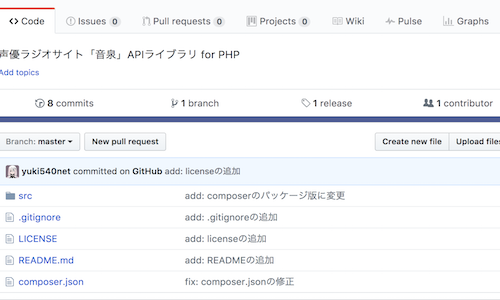 Code Issues 0 Pull requests 0 Projects 0 Wiki Pulse Graphs
声優ラジオサイト「音泉」APIライブラリ for PHP
Add topics
8 commits 1 branch 1 release 1 contributor
Branch: master New pull request Create new file Upload files
yuki540net committed on GitHub add: licenseの追加
src add: composerのパッケージ版に変更
.gitignore add: .gitignoreの追加
LICENSE add: licenseの追加
README.md add: READMEの追加
composer.json fix: composer.jsonの修正